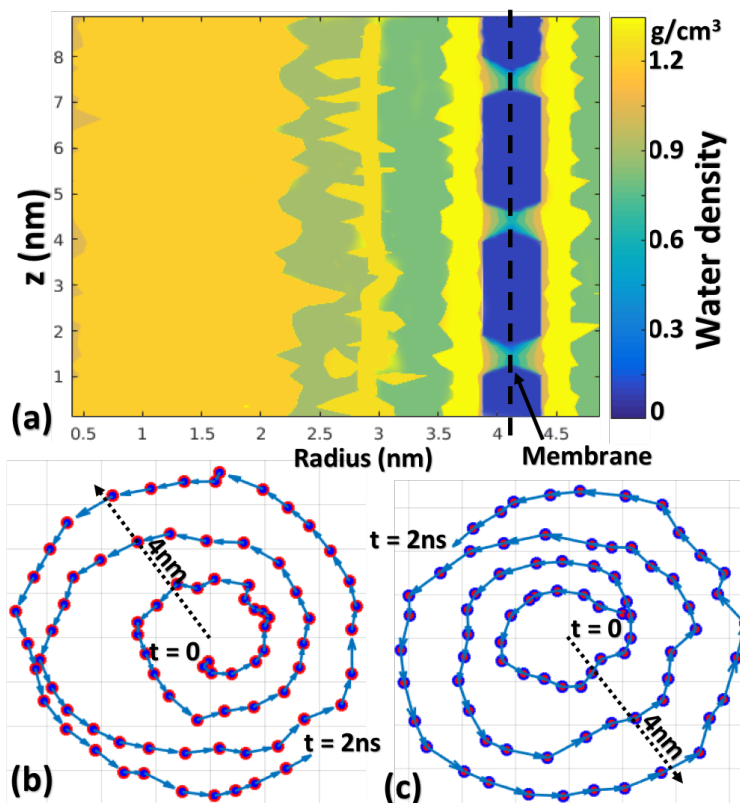 g/cm³
8
1.2
7
6
0.9
5
z (nm)
Water density
4
0.6
3
2
0.3
1
0
(a)
0.5 1 1.5 2 2.5 3 3.5 4 4.5
Radius (nm)
Membrane
4nm
t = 0
t = 2ns
(b)
t = 2ns
t = 0
4nm
(c)